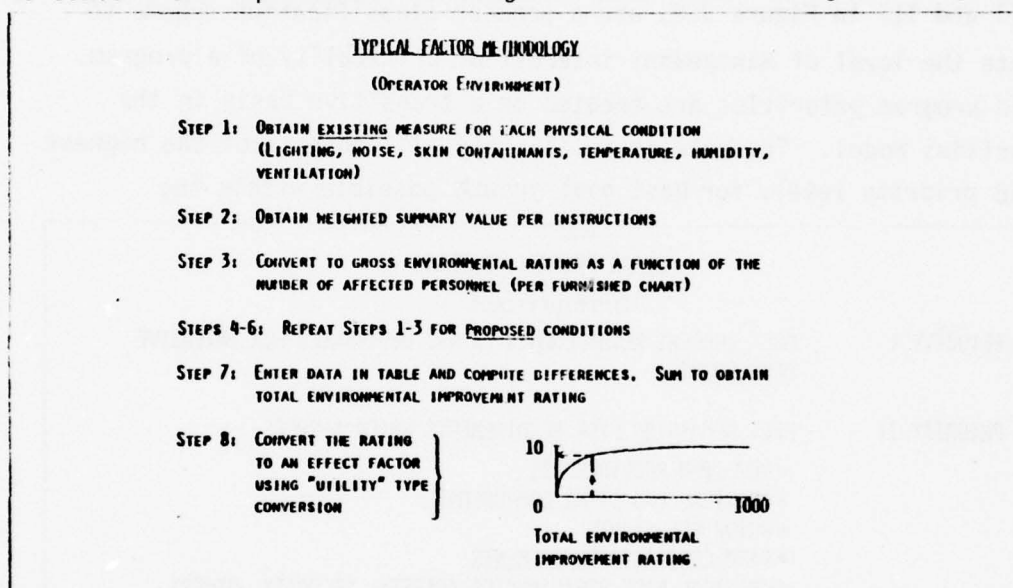 TYPICAL FACTOR METHODOLOGY
(OPERATOR ENVIRONMENT)
STEP 1: OBTAIN EXISTING MEASURE FOR EACH PHYSICAL CONDITION
(LIGHTING, NOISE, SKIN CONTAMINANTS, TEMPERATURE, HUMIDITY,
VENTILATION)
STEP 2: OBTAIN WEIGHTED SUMMARY VALUE PER INSTRUCTIONS
STEP 3: CONVERT TO GROSS ENVIRONMENTAL RATING AS A FUNCTION OF THE
NUMBER OF AFFECTED PERSONNEL (PER FURNISHED CHART)
STEPS 4-6: REPEAT STEPS 1-3 FOR PROPOSED CONDITIONS
STEP 7: ENTER DATA IN TABLE AND COMPUTE DIFFERENCES. SUM TO OBTAIN
TOTAL ENVIRONMENTAL IMPROVEMENT RATING
STEP 8: CONVERT THE RATING
TO AN EFFECT FACTOR
USING "UTILITY" TYPE
CONVERSION
10
0 1000
TOTAL ENVIRONMENTAL
IMPROVEMENT RATING